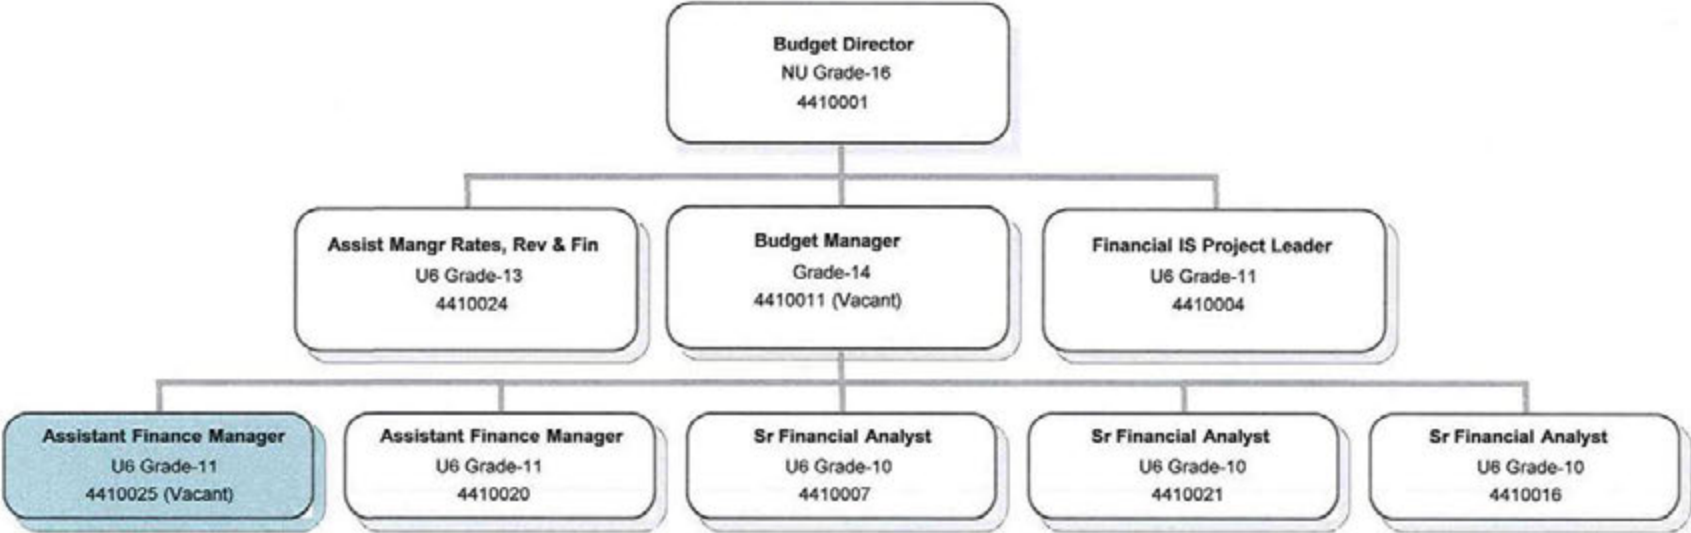 Budget Director
NU Grade-16
4410001
Assist Mangr Rates, Rev & Fin
U6 Grade-13
4410024
Budget Manager
Grade-14
4410011 (Vacant)
Financial IS Project Leader
U6 Grade-11
4410004
Assistant Finance Manager
U6 Grade-11
4410025 (Vacant)
Assistant Finance Manager
U6 Grade-11
4410020
Sr Financial Analyst
U6 Grade-10
4410007
Sr Financial Analyst
U6 Grade-10
4410021
Sr Financial Analyst
U6 Grade-10
4410016